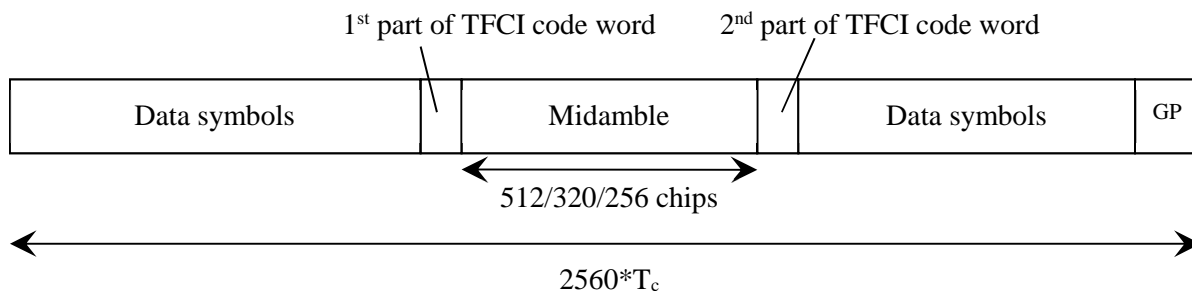 1st part of TFCI code word 2nd part of TFCI code word
Data symbols Midamble Data symbols GP
512/320/256 chips
2560*Tc